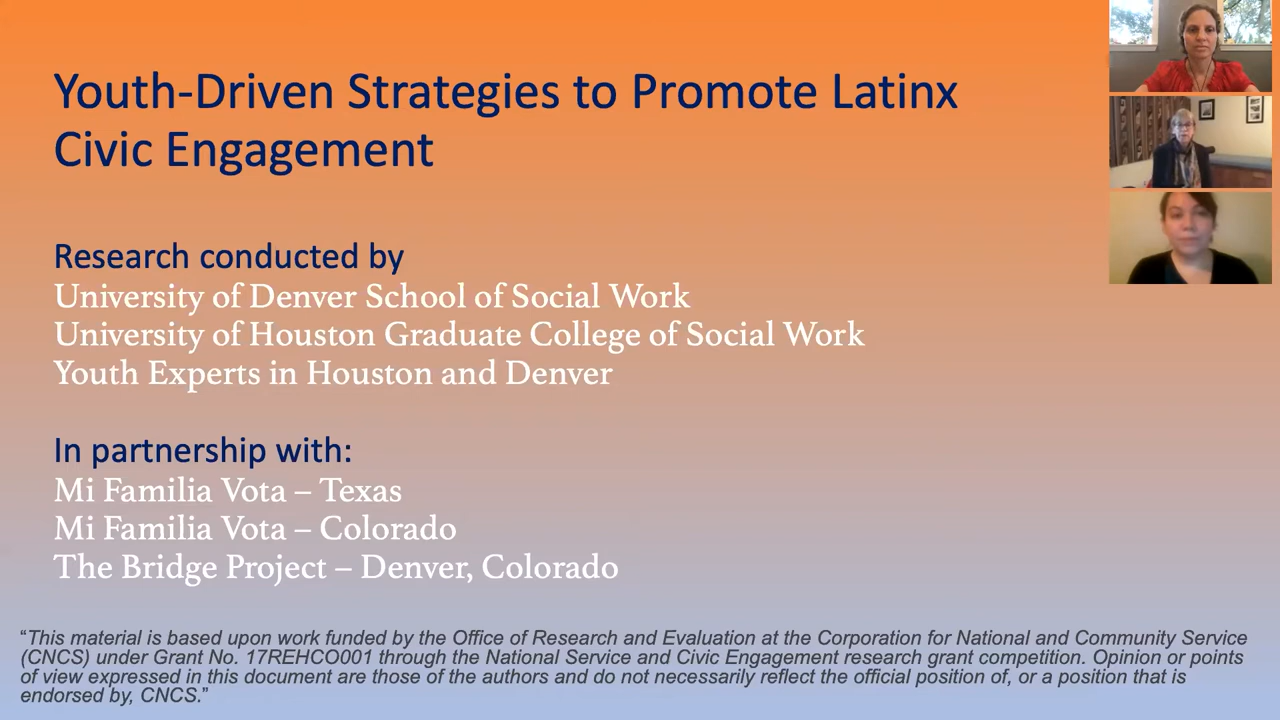 Youth-Driven Strategies to Promote Latinx
Civic Engagement
Research conducted by
University of Denver School of Social Work
University of Houston Graduate College of Social Work
Youth Experts in Houston and Denver
In partnership with:
Mi Familia Vota – Texas
Mi Familia Vota – Colorado
The Bridge Project – Denver, Colorado
“This material is based upon work funded by the Office of Research and Evaluation at the Corporation for National and Community Service
(CNCS) under Grant No. 17REHCO001 through the National Service and Civic Engagement research grant competition. Opinion or points
of view expressed in this document are those of the authors and do not necessarily reflect the official position of, or a position that is
endorsed by, CNCS.”